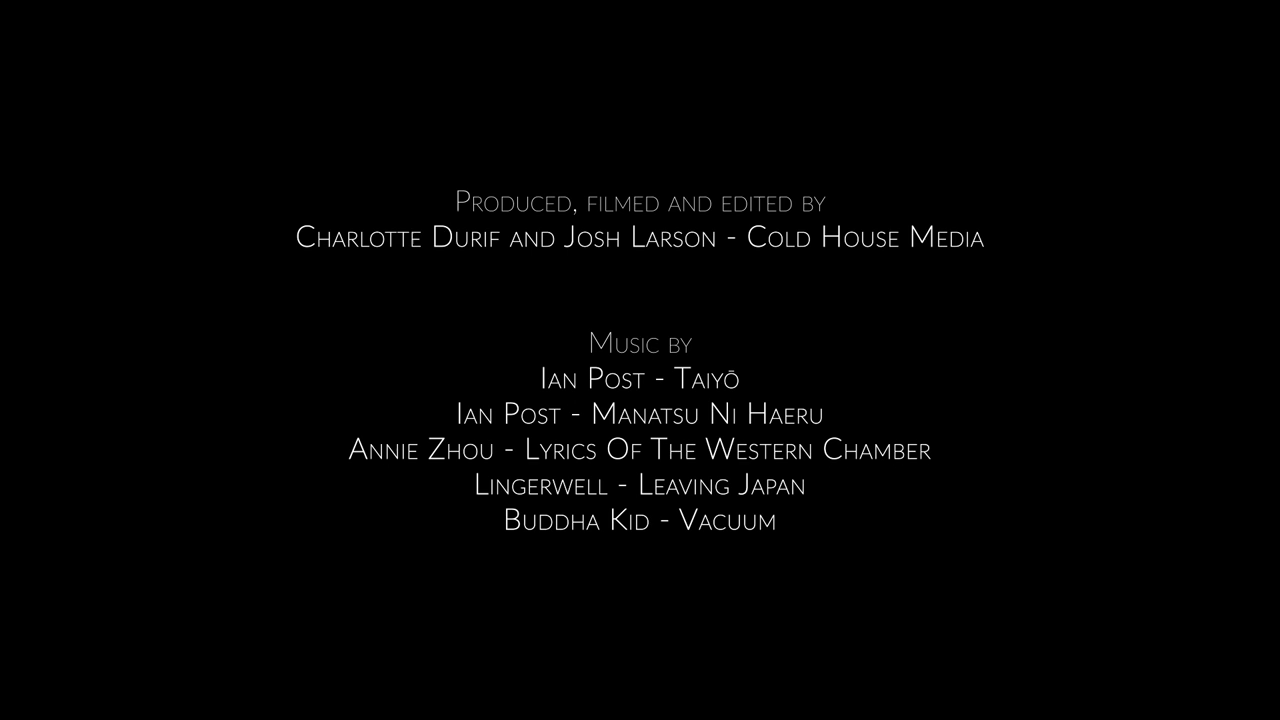 Produced, filmed and edited by
Charlotte Durif and Josh Larson - Cold House Media
Music by
Ian Post - Taiyō
Ian Post - Manatsu Ni Haeru
Annie Zhou - Lyrics Of The Western Chamber
Lingerwell - Leaving Japan
Buddha Kid - Vacuum